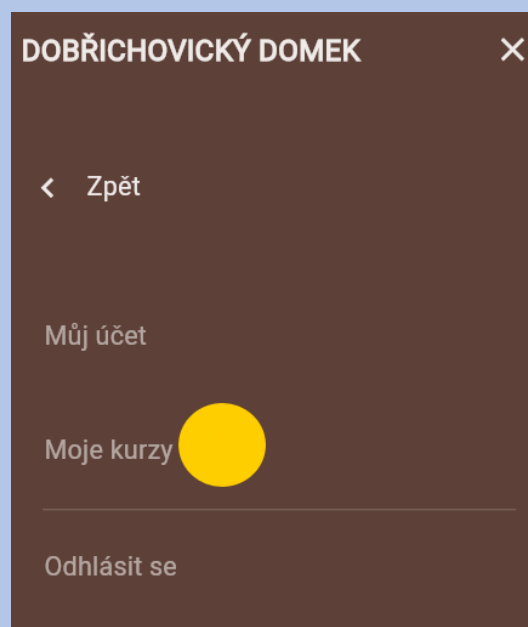 DOBŘICHOVICKÝ DOMEK
Zpět
Můj účet
Moje kurzy
Odhlásit se